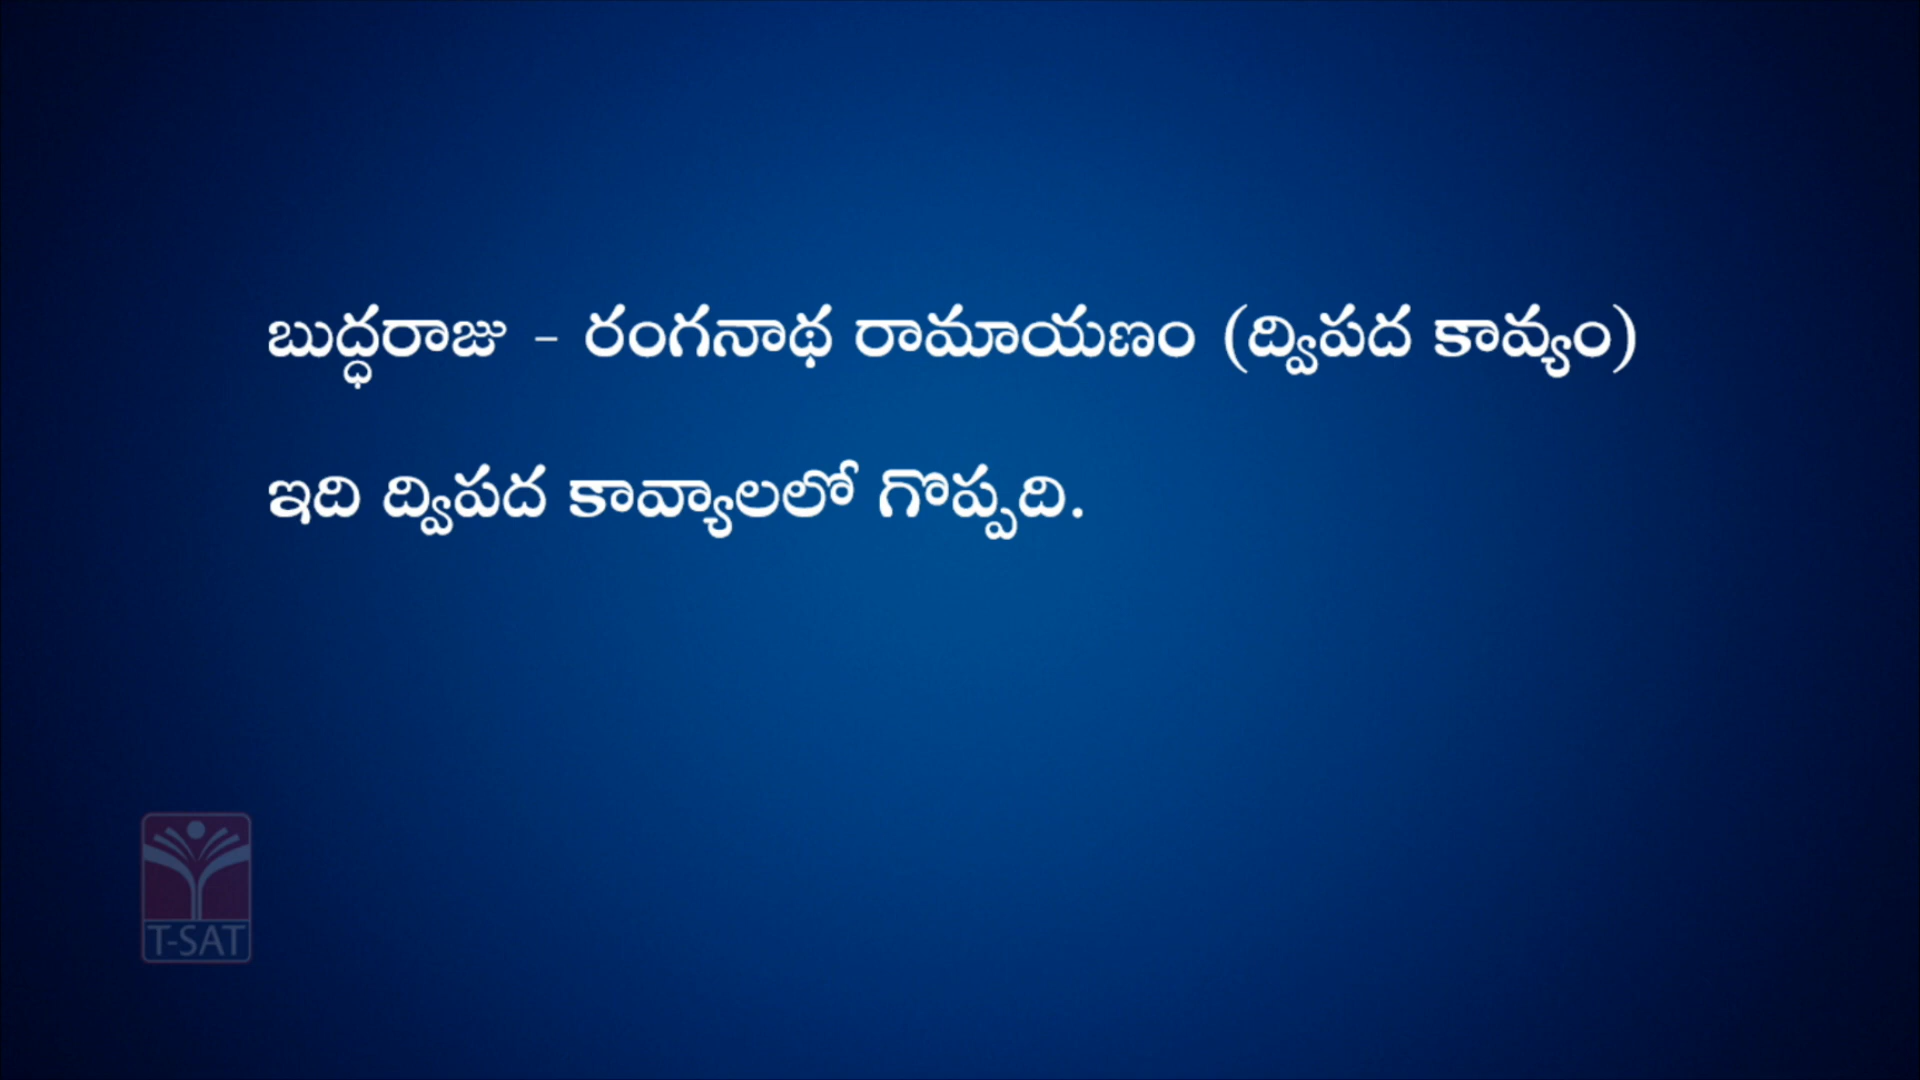 బుద్ధరాజు - రంగనాథ రామాయణం (ద్విపద కావ్యం)
ఇది ద్విపద కావ్యాలలో గొప్పది.
T-SAT